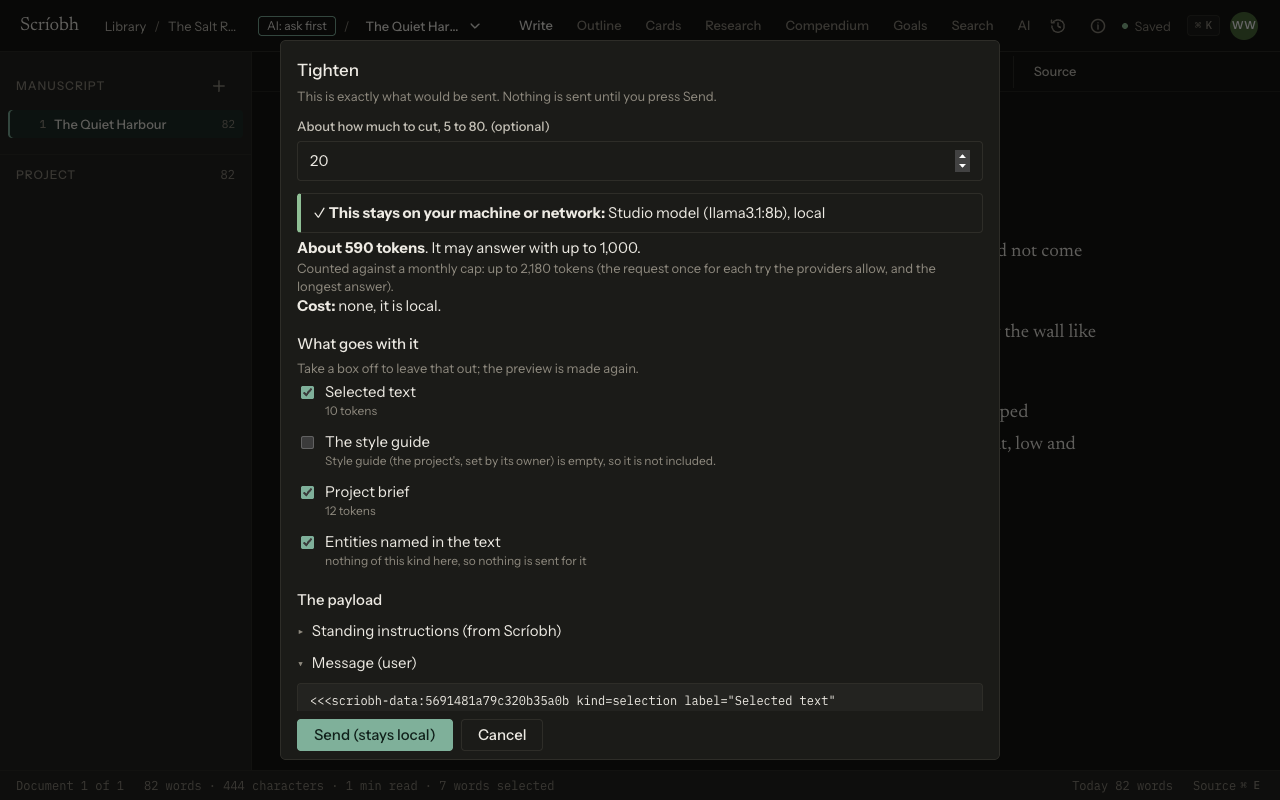 Scríobh
Library / The Salt R... AI: ask first / The Quiet Har...
Write Outline Cards Research Compendium Goals Search AI Saved ⌘ K WW
MANUSCRIPT +
1 The Quiet Harbour 82
PROJECT 82
Source
Tighten
This is exactly what would be sent. Nothing is sent until you press Send.
About how much to cut, 5 to 80. (optional)
20
✓ This stays on your machine or network: Studio model (llama3.1:8b), local
About 590 tokens. It may answer with up to 1,000.
Counted against a monthly cap: up to 2,180 tokens (the request once for each try the providers allow, and the
longest answer).
Cost: none, it is local.
What goes with it
Take a box off to leave that out; the preview is made again.
Selected text
10 tokens
The style guide
Style guide (the project's, set by its owner) is empty, so it is not included.
Project brief
12 tokens
Entities named in the text
nothing of this kind here, so nothing is sent for it
The payload
Standing instructions (from Scríobh)
Message (user)
<<<scriobh-data:5691481a79c320b35a0b kind=selection label="Selected text"
Send (stays local) Cancel
not come
the wall like
low and
Document 1 of 1 82 words · 444 characters · 1 min read · 7 words selected
Today 82 words Source ⌘ E